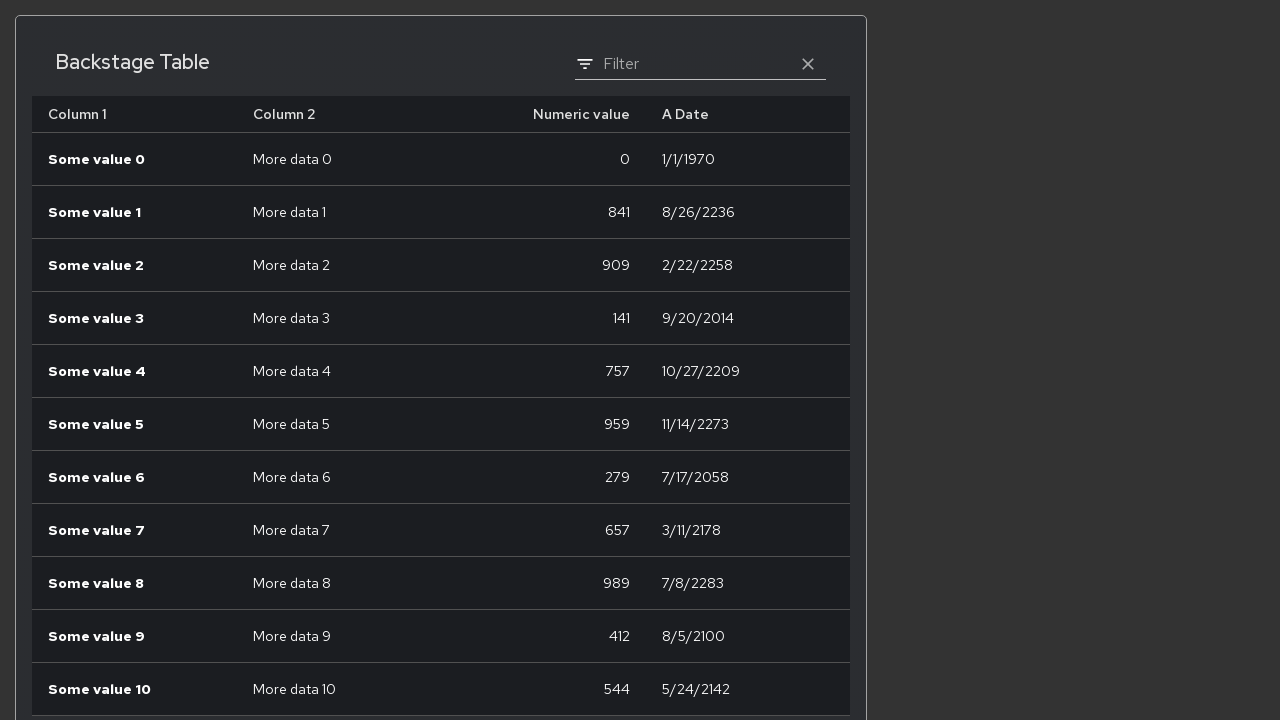 Backstage Table
Filter
Column 1 Column 2 Numeric value A Date
Some value 0 More data 0 0 1/1/1970
Some value 1 More data 1 841 8/26/2236
Some value 2 More data 2 909 2/22/2258
Some value 3 More data 3 141 9/20/2014
Some value 4 More data 4 757 10/27/2209
Some value 5 More data 5 959 11/14/2273
Some value 6 More data 6 279 7/17/2058
Some value 7 More data 7 657 3/11/2178
Some value 8 More data 8 989 7/8/2283
Some value 9 More data 9 412 8/5/2100
Some value 10 More data 10 544 5/24/2142